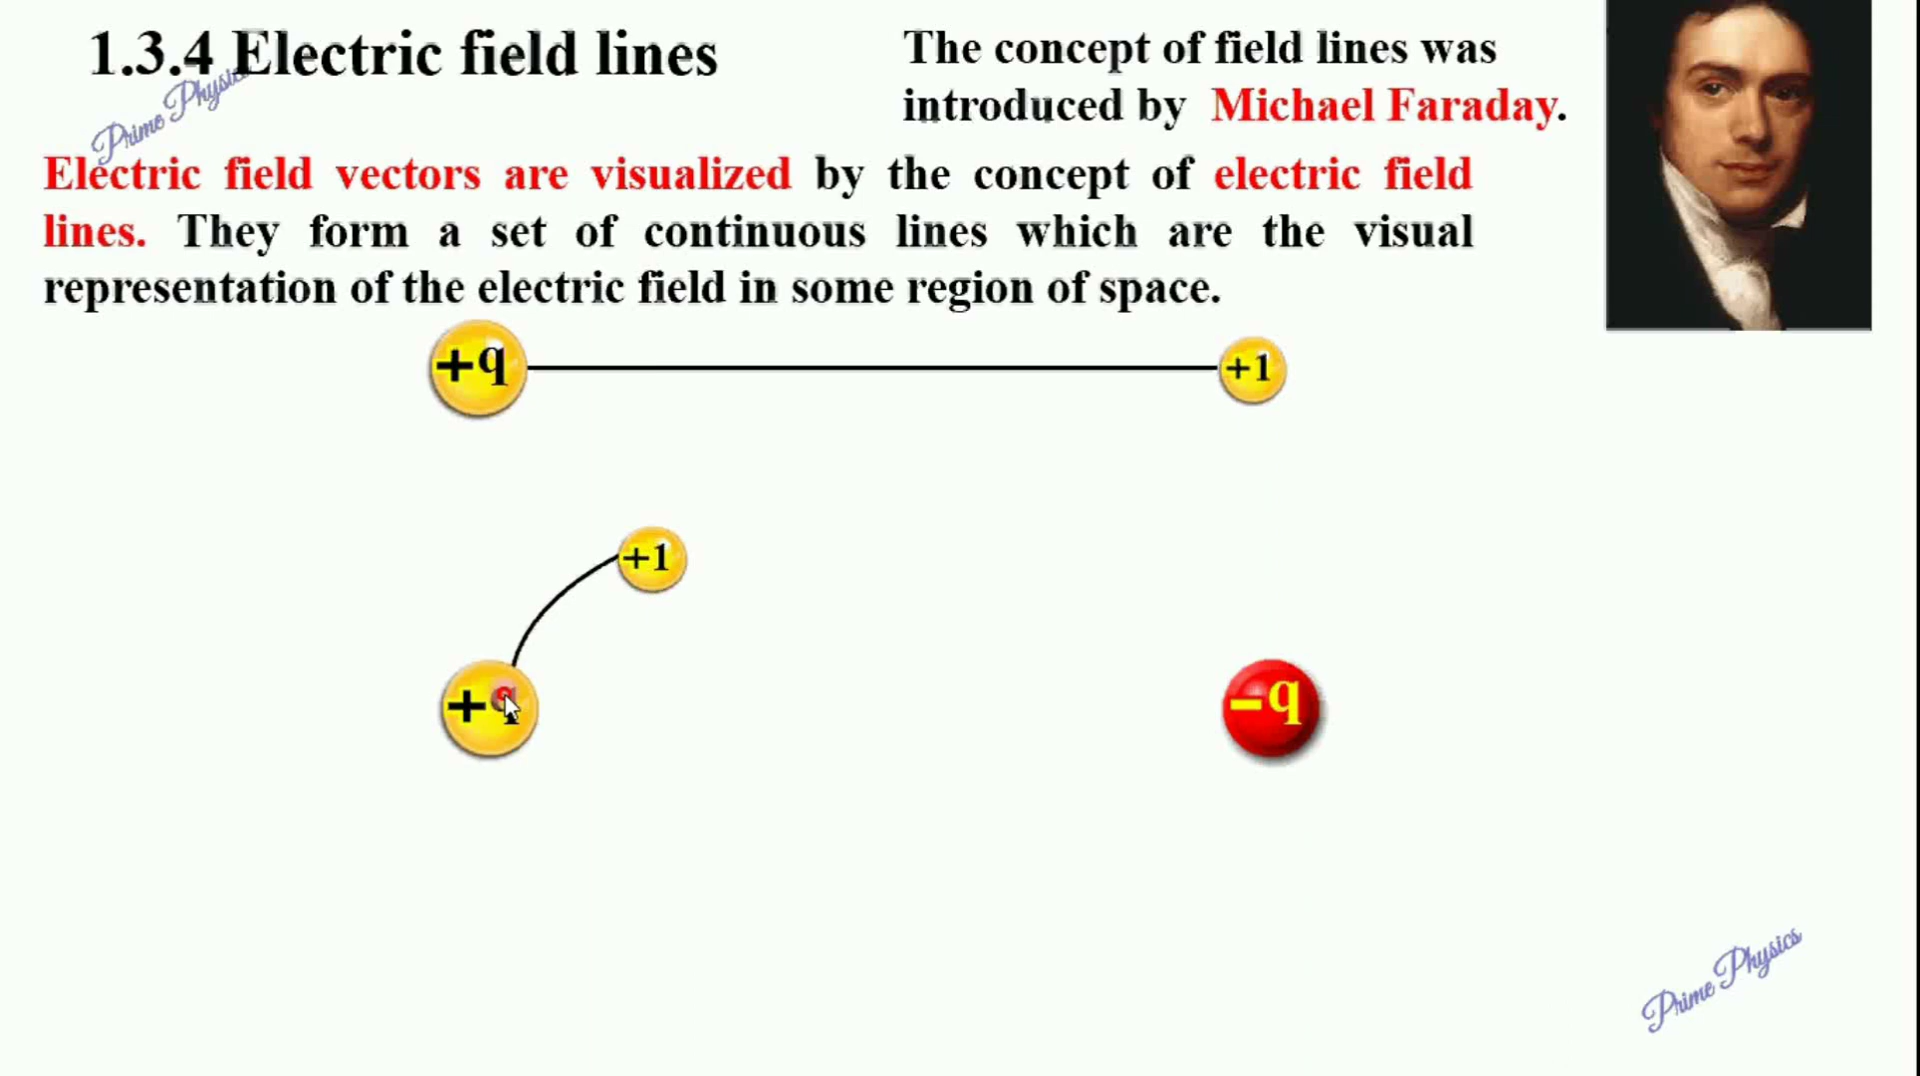 1.3.4 Electric field lines
The concept of field lines was
introduced by Michael Faraday.
Prime Physics
Electric field vectors are visualized by the concept of electric field
lines. They form a set of continuous lines which are the visual
representation of the electric field in some region of space.
+q
+1
+1
+q
−q
Prime Physics